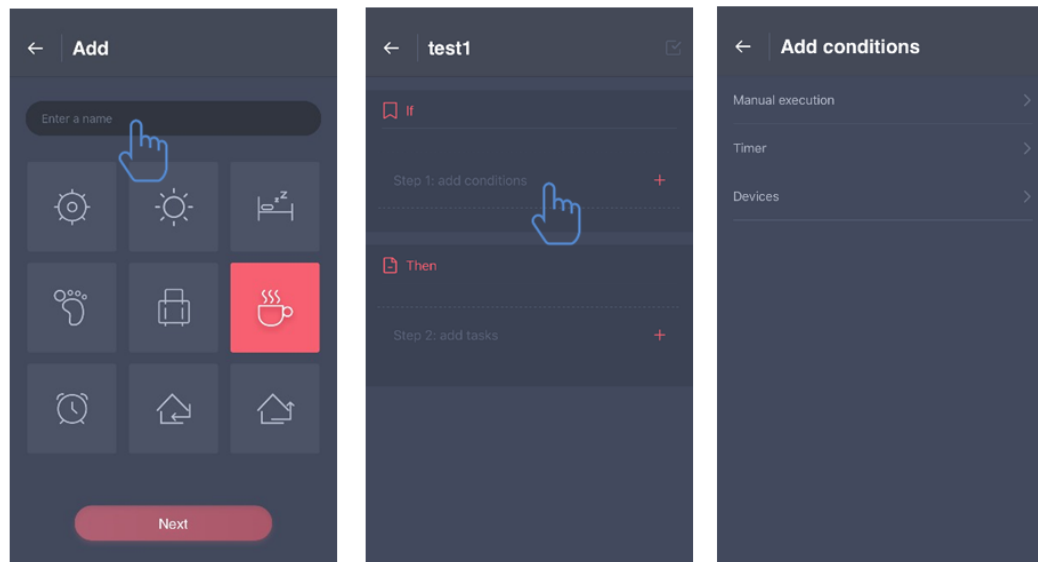 Add
Enter a name
Next
test1
If
Step 1: add conditions
Then
Step 2: add tasks
Add conditions
Manual execution
Timer
Devices